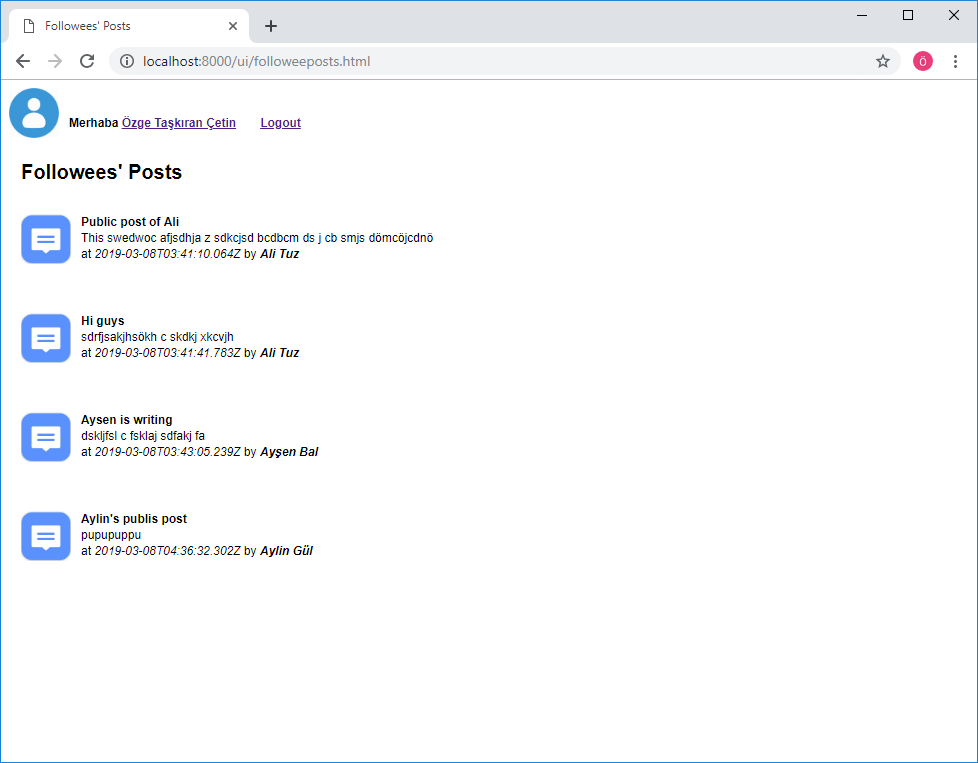 Followees' Posts
localhost:8000/ui/followeeposts.html
Ö
Merhaba Özge Taşkıran Çetin Logout
Followees' Posts
Public post of Ali
This swedwoc afjsdhja z sdkcjsd bcdbcm ds j cb smjs dömcöjcdnö
at 2019-03-08T03:41:10.064Z by Ali Tuz
Hi guys
sdrfjsakjhsökh c skdkj xkcvjh
at 2019-03-08T03:41:41.783Z by Ali Tuz
Aysen is writing
dskljfsl c fsklaj sdfakj fa
at 2019-03-08T03:43:05.239Z by Ayşen Bal
Aylin's publis post
pupupuppu
at 2019-03-08T04:36:32.302Z by Aylin Gül